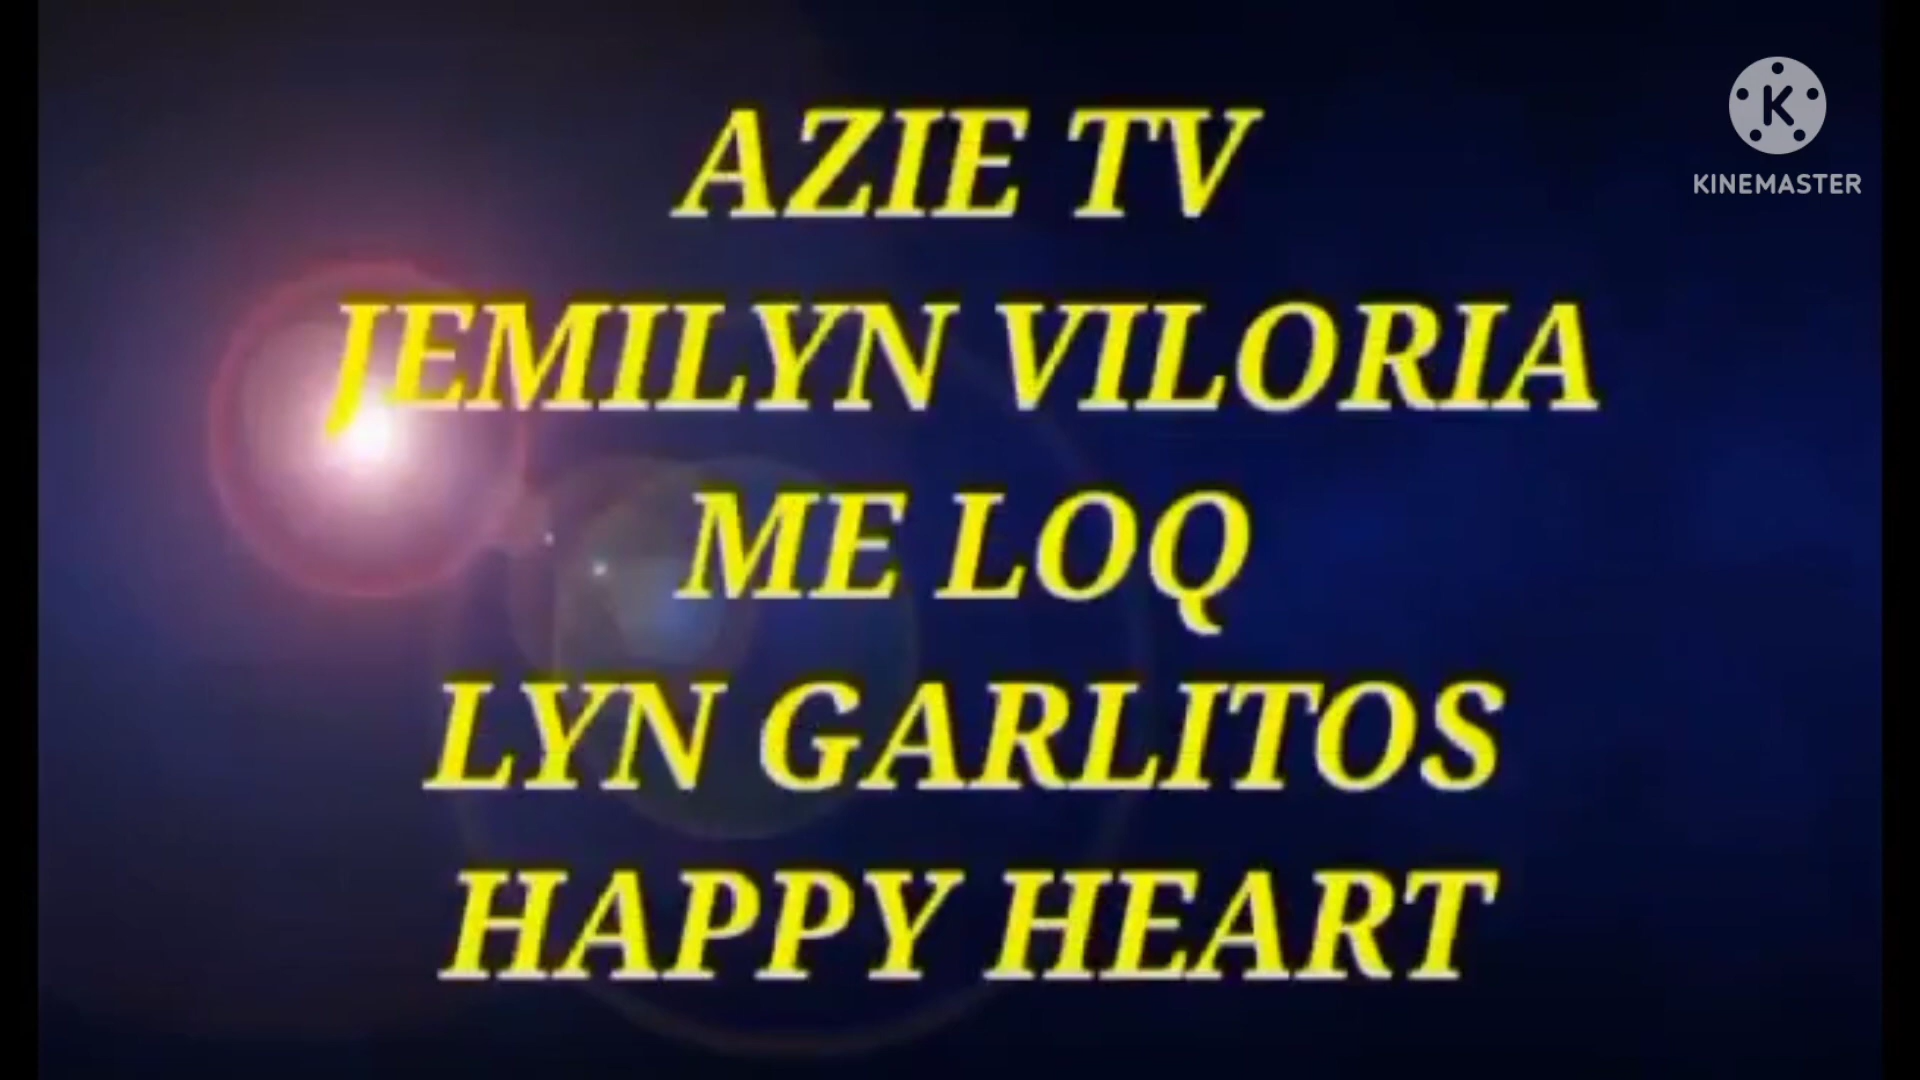 AZIE TV
KINEMASTER
JEMILYN VILORIA
ME LOQ
LYN GARLITOS
HAPPY HEART